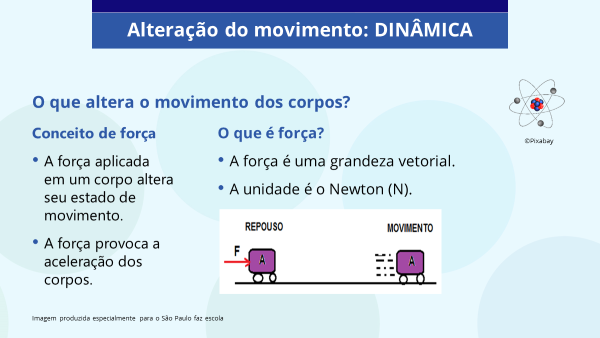 Alteração do movimento: DINÂMICA
O que altera o movimento dos corpos?
©Pixabay
Conceito de força
• A força aplicada
em um corpo altera
seu estado de
movimento.
• A força provoca a
aceleração dos
corpos.
O que é força?
• A força é uma grandeza vetorial.
• A unidade é o Newton (N).
REPOUSO
MOVIMENTO
F
A
A
Imagem produzida especialmente para o São Paulo faz escola